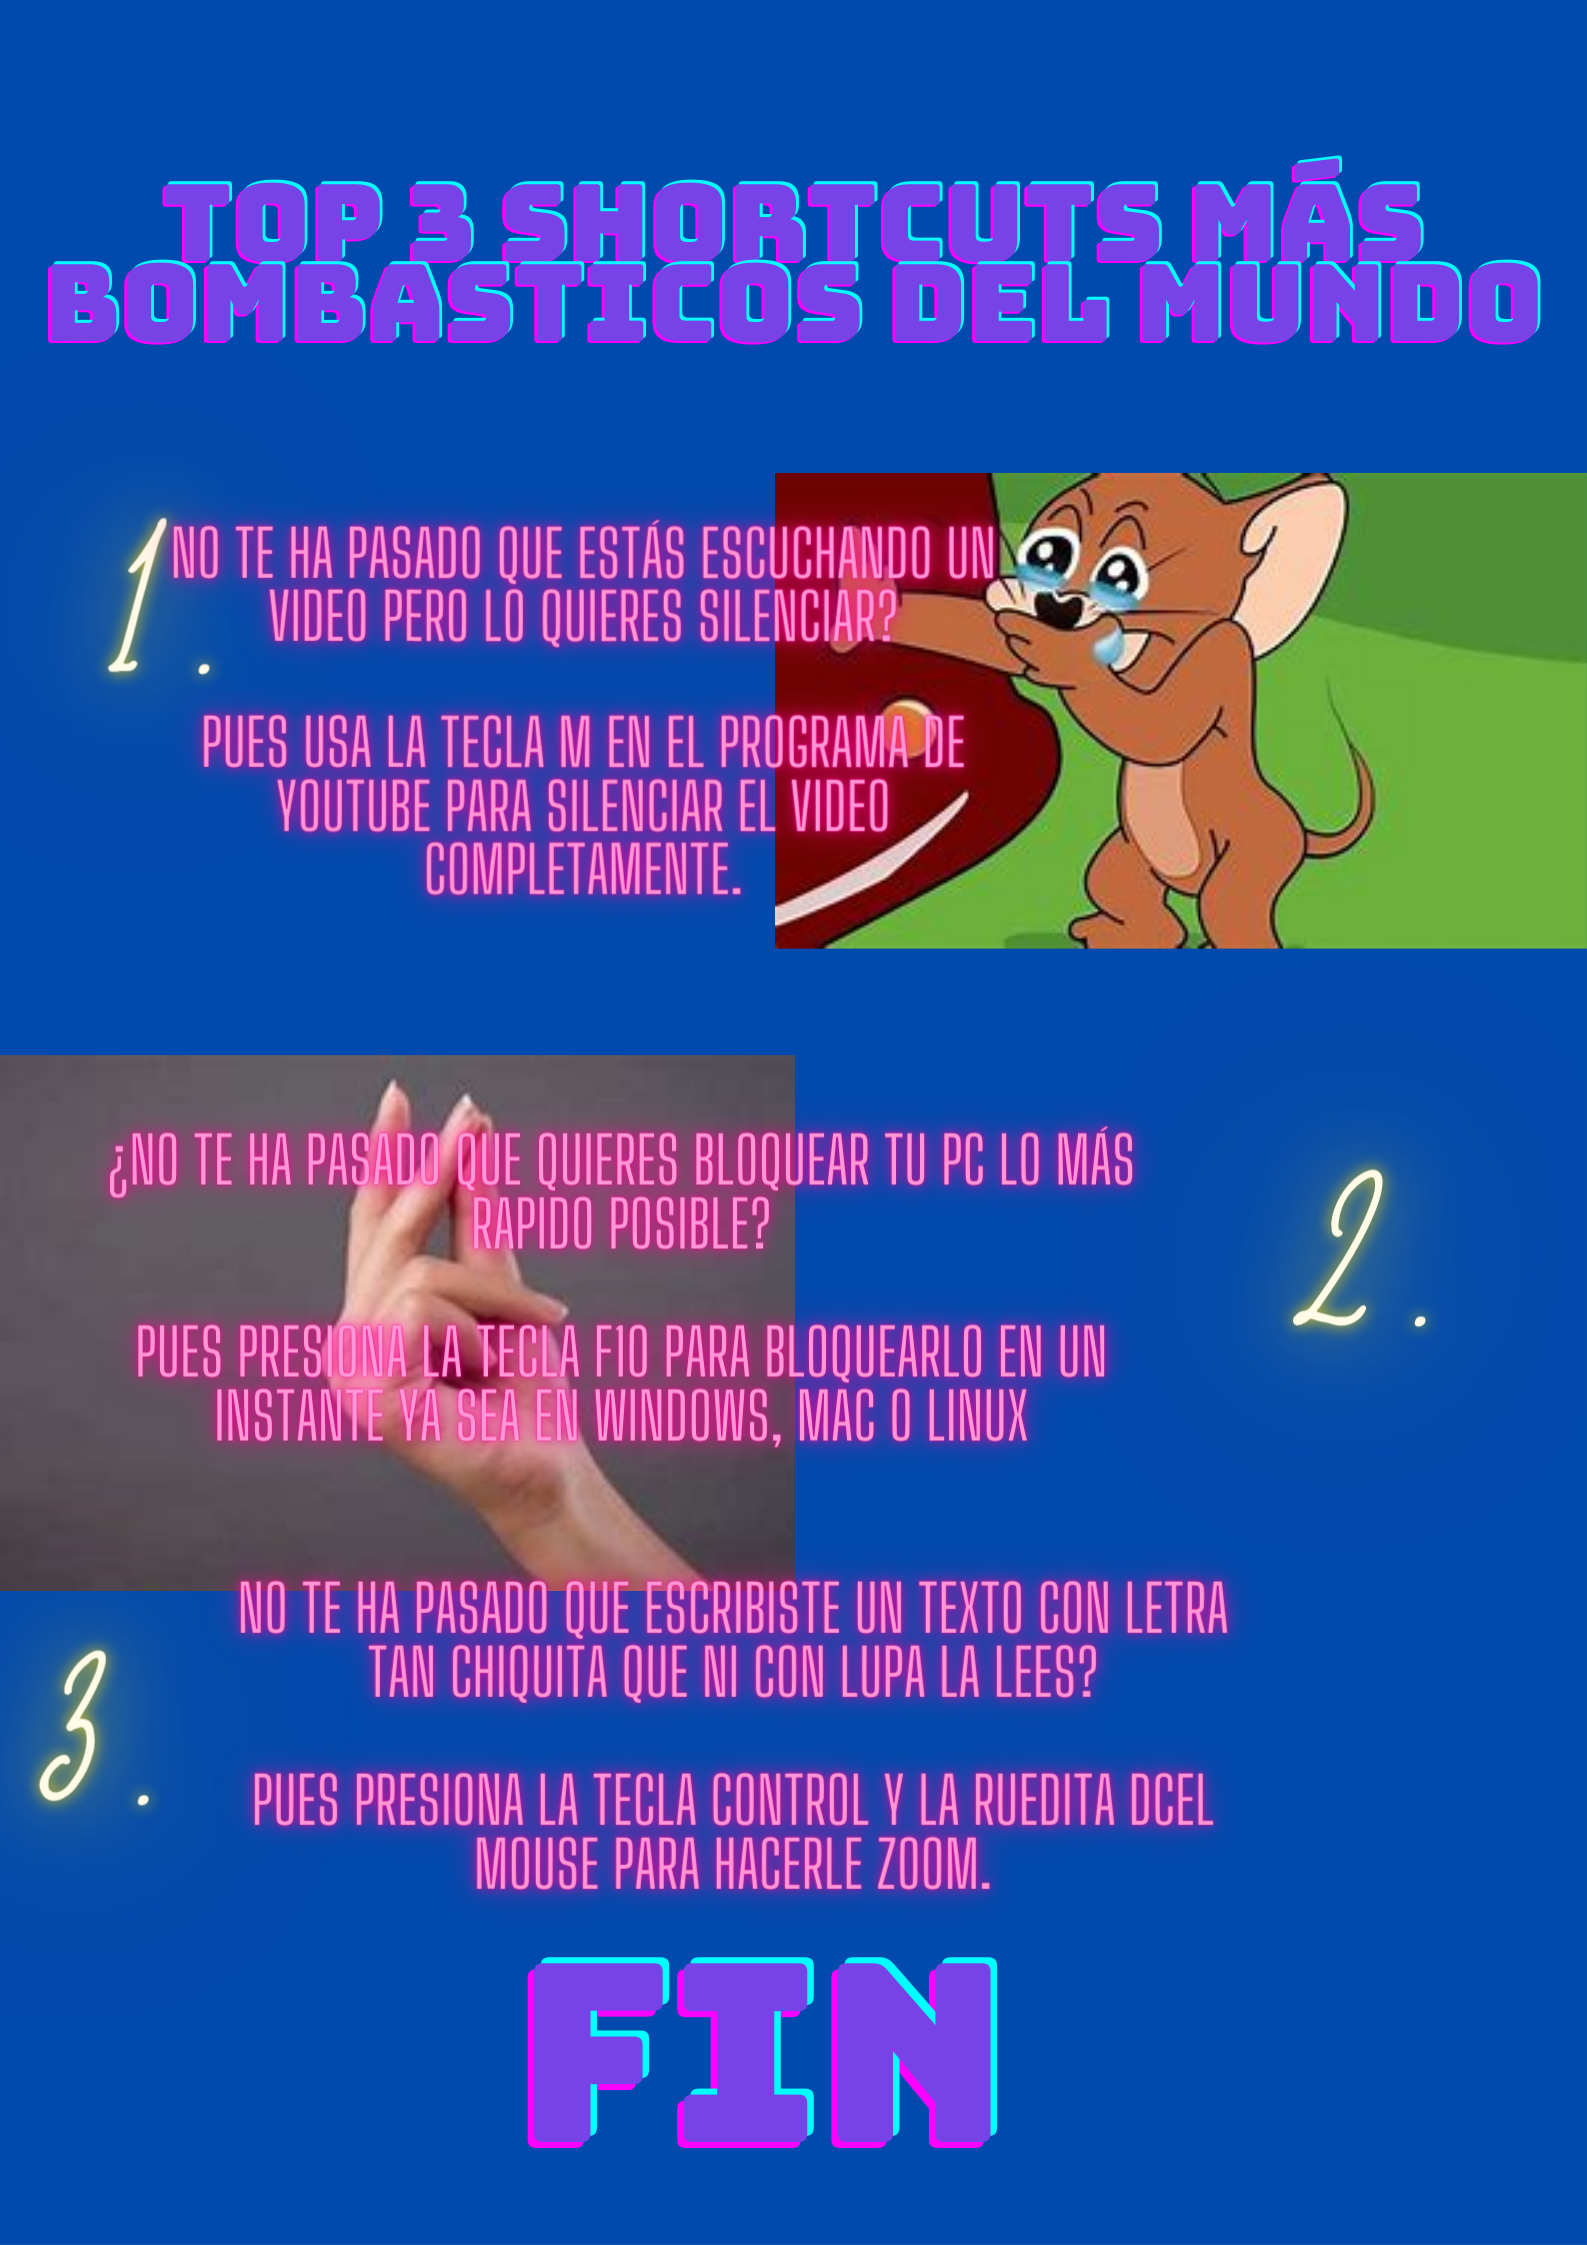 TOP 3 SHORTCUTS MÁS
BOMBASTICOS DEL MUNDO
1.
NO TE HA PASADO QUE ESTÁS ESCUCHANDO UN
VIDEO PERO LO QUIERES SILENCIAR?
PUES USA LA TECLA M EN EL PROGRAMA DE
YOUTUBE PARA SILENCIAR EL VIDEO
COMPLETAMENTE.
2.
¿NO TE HA PASADO QUE QUIERES BLOQUEAR TU PC LO MÁS
RAPIDO POSIBLE?
PUES PRESIONA LA TECLA F10 PARA BLOQUEARLO EN UN
INSTANTE YA SEA EN WINDOWS, MAC O LINUX
3.
NO TE HA PASADO QUE ESCRIBISTE UN TEXTO CON LETRA
TAN CHIQUITA QUE NI CON LUPA LA LEES?
PUES PRESIONA LA TECLA CONTROL Y LA RUEDITA DCEL
MOUSE PARA HACERLE ZOOM.
FIN